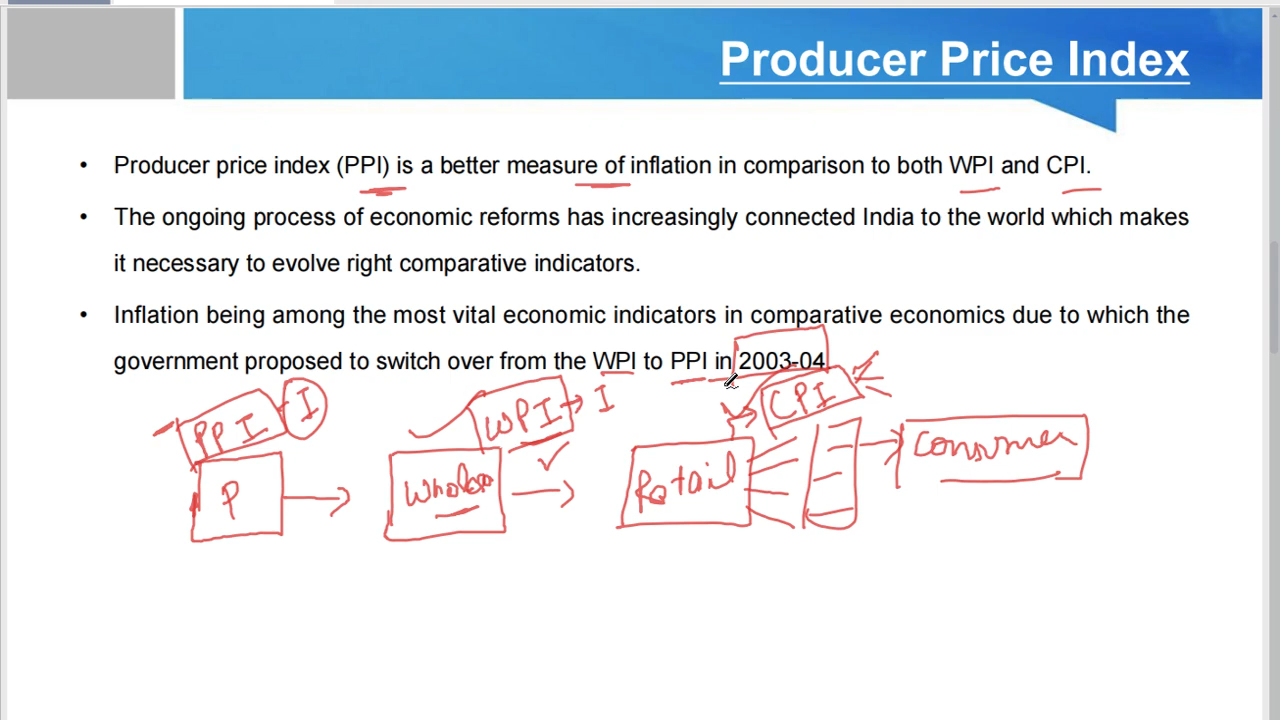 Producer Price Index
• Producer price index (PPI) is a better measure of inflation in comparison to both WPI and CPI.
• The ongoing process of economic reforms has increasingly connected India to the world which makes
it necessary to evolve right comparative indicators.
• Inflation being among the most vital economic indicators in comparative economics due to which the
government proposed to switch over from the WPI to PPI in 2003-04
PPI I WPI I CPI
P Retail Consumer